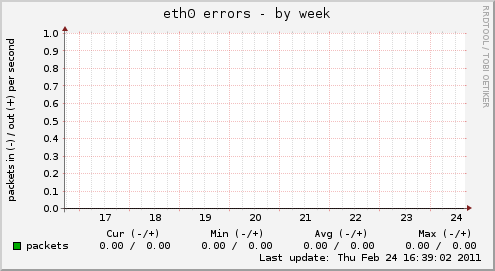 eth0 errors - by week
RRDTOOL / TOBI OETIKER
packets in (-) / out (+) per second
1.0
0.9
0.8
0.7
0.6
0.5
0.4
0.3
0.2
0.1
0.0
17 18 19 20 21 22 23 24
Cur (-/+) Min (-/+) Avg (-/+) Max (-/+)
packets 0.00 / 0.00 0.00 / 0.00 0.00 / 0.00 0.00 / 0.00
Last update: Thu Feb 24 16:39:02 2011